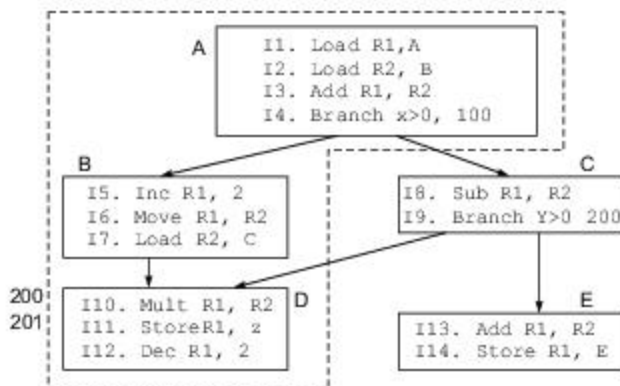 A
I1. Load R1,A
I2. Load R2, B
I3. Add R1, R2
I4. Branch x>0, 100
B
I5. Inc R1, 2
I6. Move R1, R2
I7. Load R2, C
C
I8. Sub R1, R2
I9. Branch Y>0 200
200
201
D
I10. Mult R1, R2
I11. StoreR1, z
I12. Dec R1, 2
E
I13. Add R1, R2
I14. Store R1, E